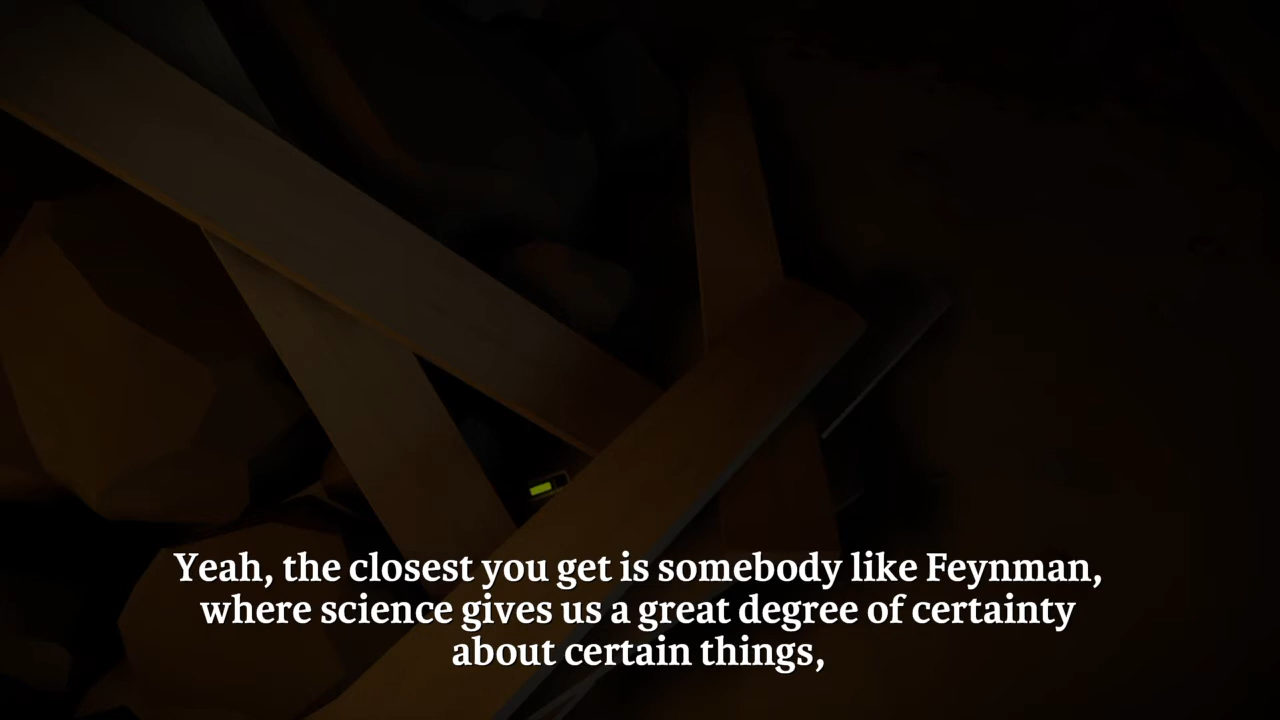 Yeah, the closest you get is somebody like Feynman,
where science gives us a great degree of certainty
about certain things,